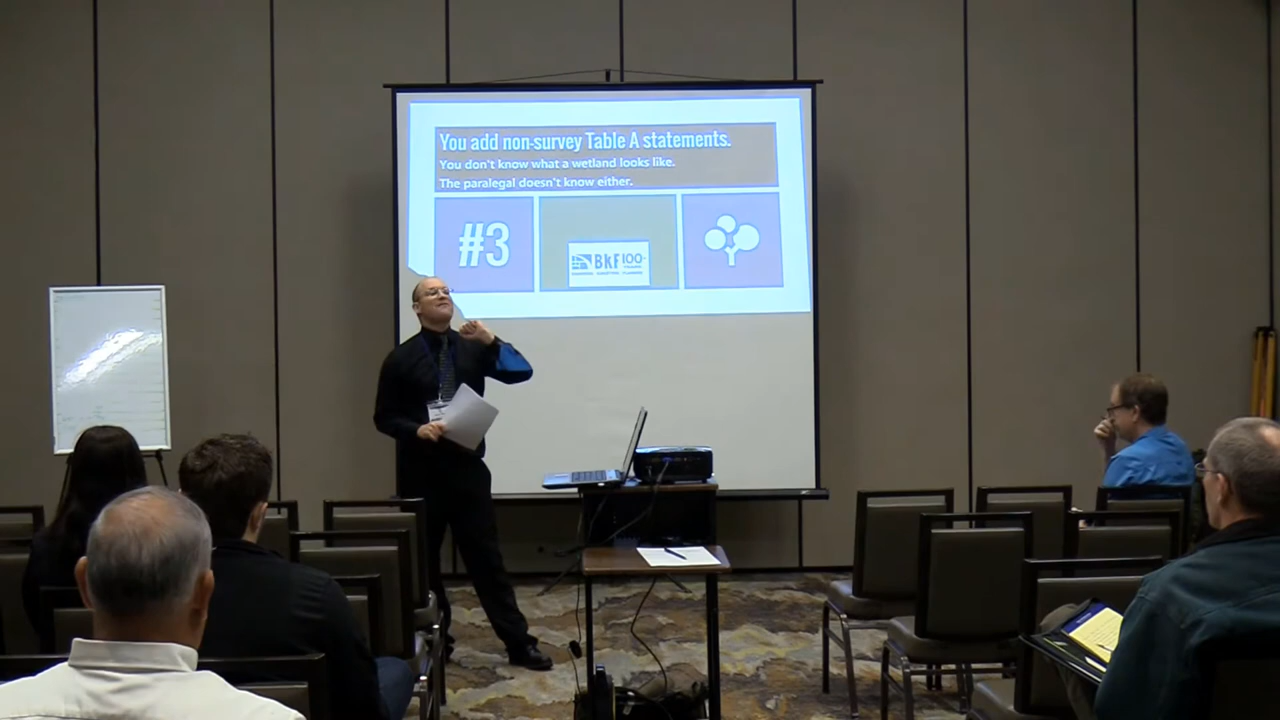 You add non-survey Table A statements.
You don't know what a wetland looks like.
The paralegal doesn't know either.
#3
BKF 100+